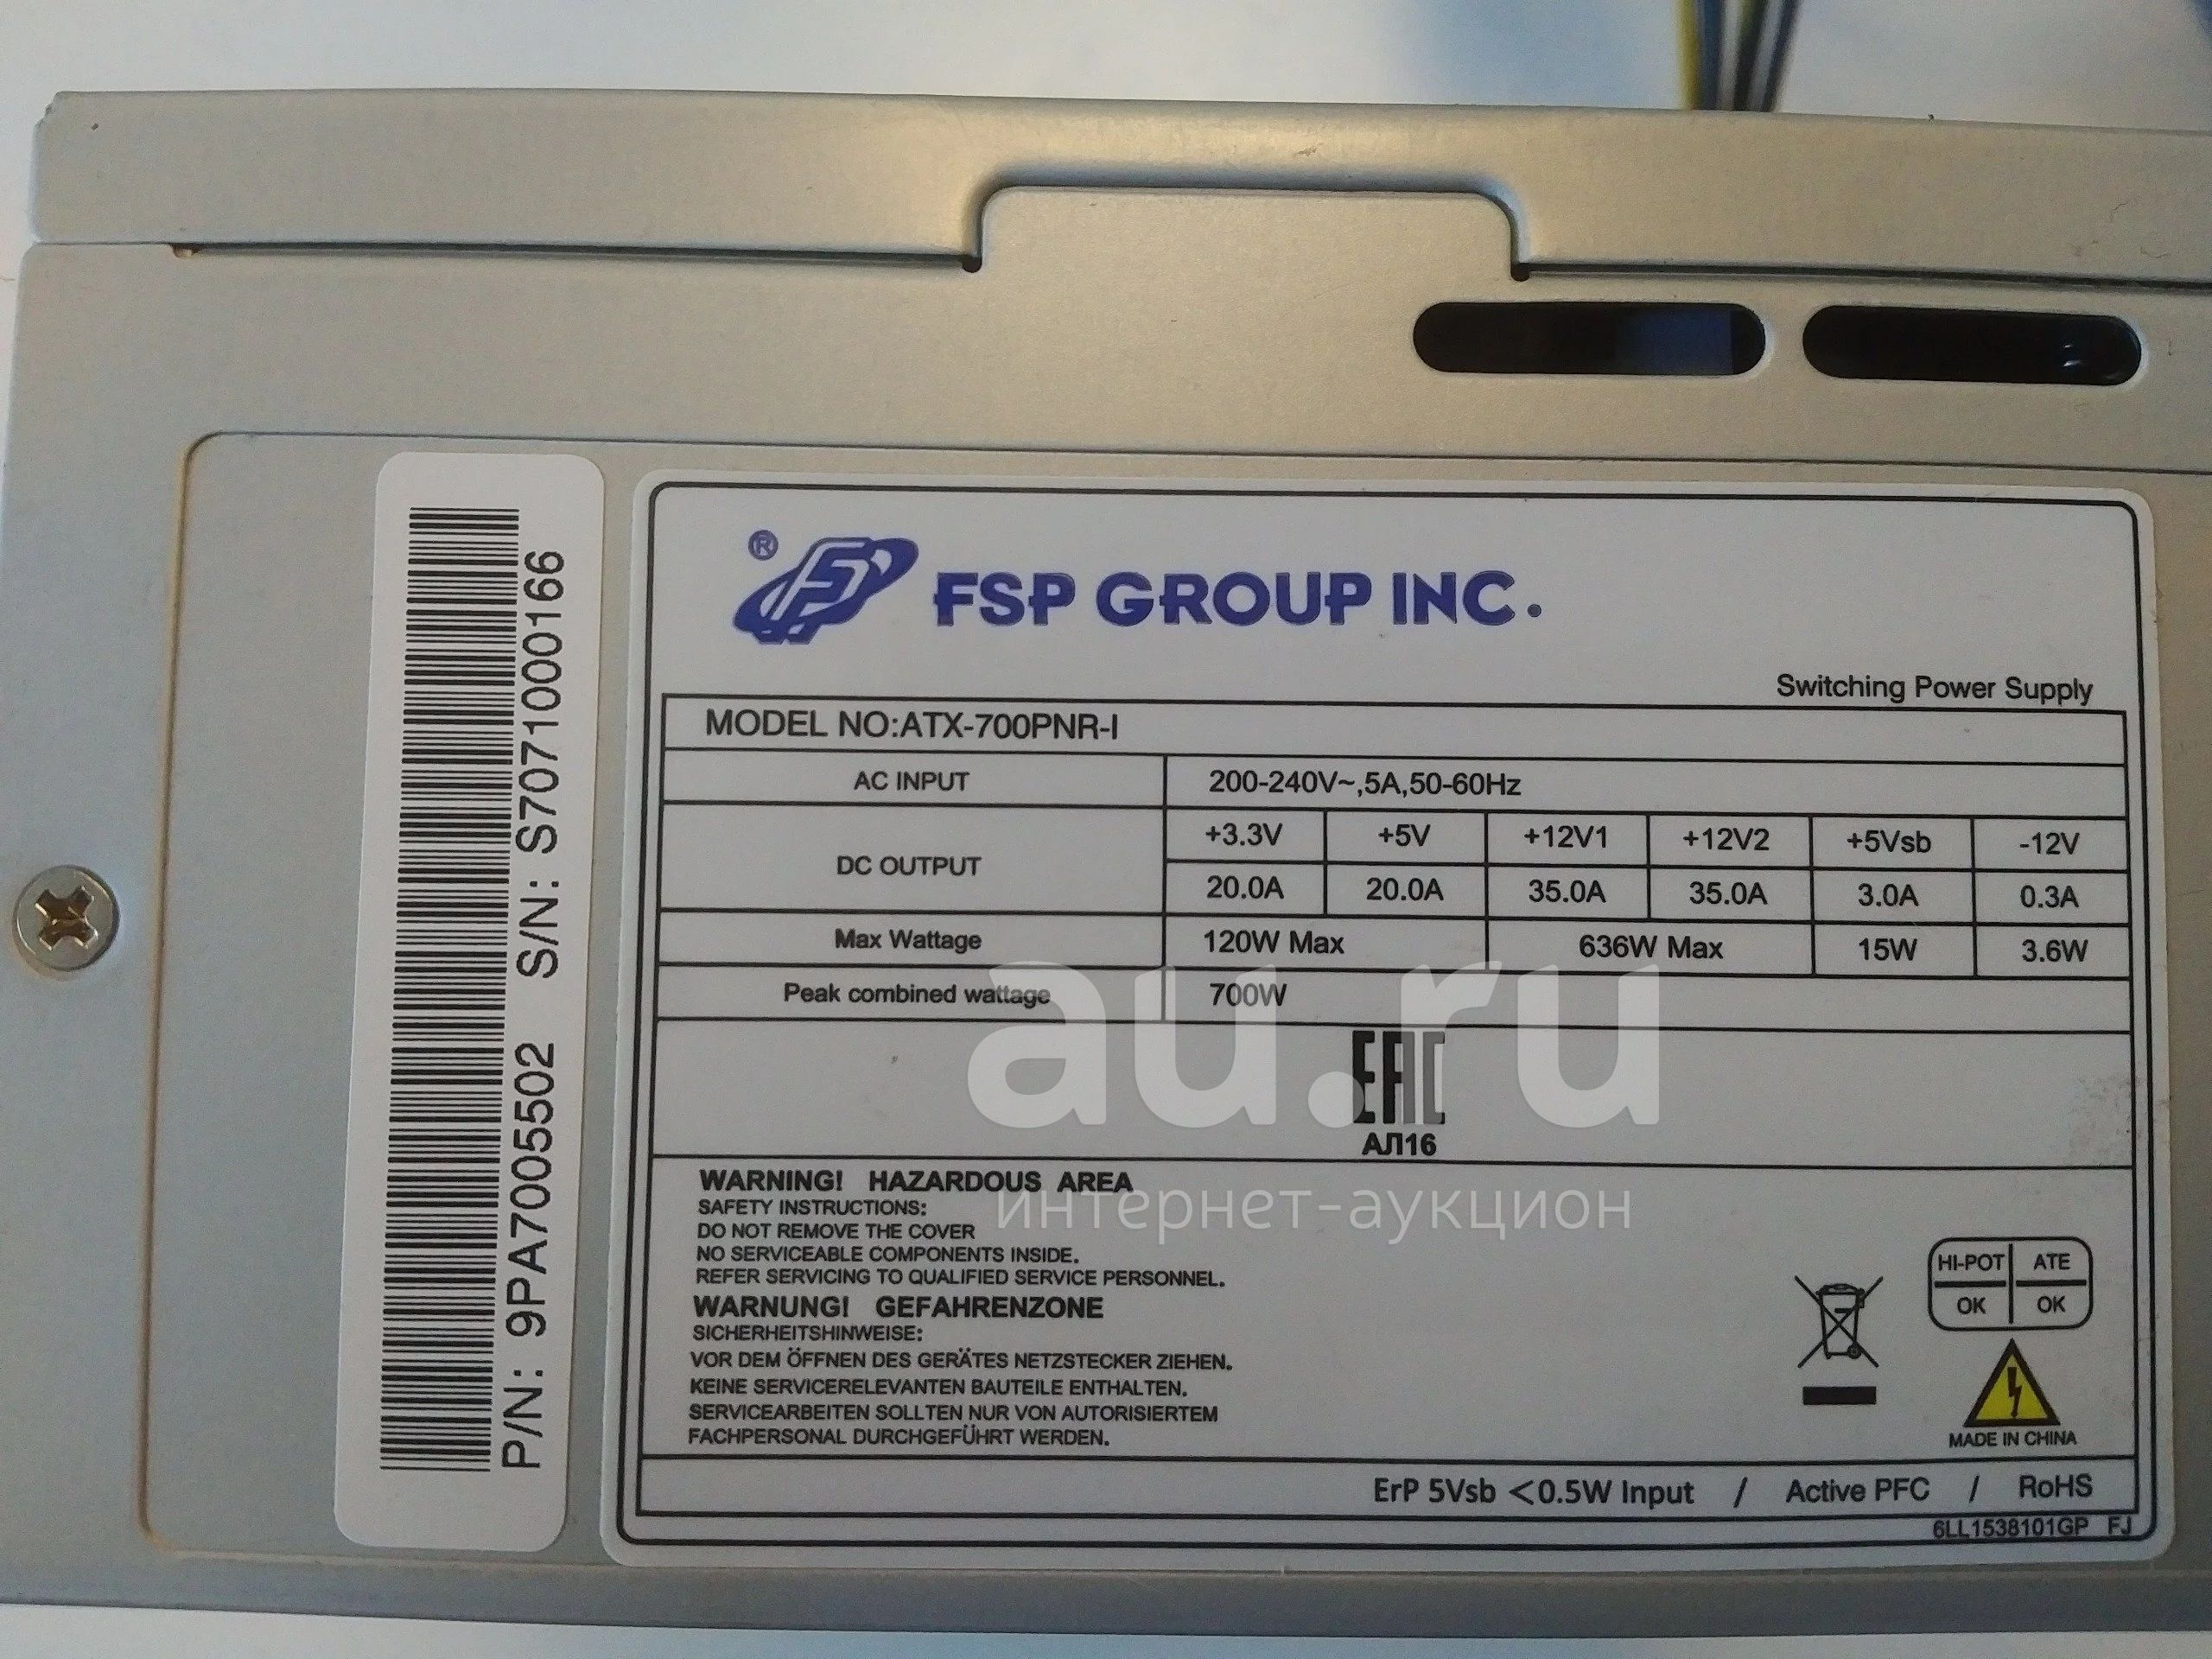 P/N: 9PA7005502 S/N: S7071000166
®
FSP GROUP INC.
Switching Power Supply
MODEL NO:ATX-700PNR-I
AC INPUT 200-240V~,5A,50-60Hz
DC OUTPUT
+3.3V +5V +12V1 +12V2 +5Vsb -12V
20.0A 20.0A 35.0A 35.0A 3.0A 0.3A
Max Wattage 120W Max 636W Max 15W 3.6W
Peak combined wattage 700W
au.ru
EAC
АЛ16
интернет-аукцион
WARNING! HAZARDOUS AREA
SAFETY INSTRUCTIONS:
DO NOT REMOVE THE COVER
NO SERVICEABLE COMPONENTS INSIDE.
REFER SERVICING TO QUALIFIED SERVICE PERSONNEL.
WARNUNG! GEFAHRENZONE
SICHERHEITSHINWEISE:
VOR DEM ÖFFNEN DES GERÄTES NETZSTECKER ZIEHEN.
KEINE SERVICERELEVANTEN BAUTEILE ENTHALTEN.
SERVICEARBEITEN SOLLTEN NUR VON AUTORISIERTEM
FACHPERSONAL DURCHGEFÜHRT WERDEN.
HI-POT ATE
OK OK
MADE IN CHINA
ErP 5Vsb <0.5W Input / Active PFC / RoHS
6LL1538101GP FJ